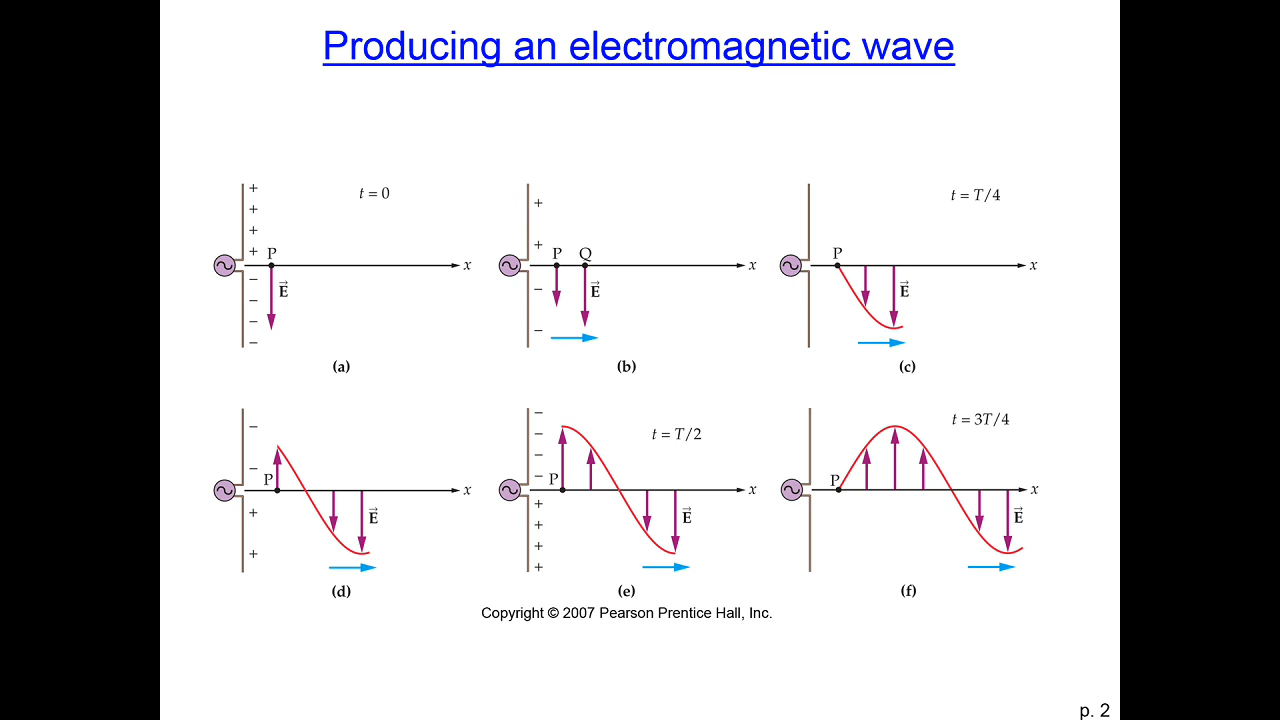 Producing an electromagnetic wave
t = 0
+
+
+
+
P
x
−
−
−
−
E⃗
(a)
+
+
P Q
x
−
−
E⃗
(b)
t = T/4
P
x
E⃗
(c)
−
−
P
x
+
+
E⃗
(d)
−
−
−
−
t = T/2
P
x
+
+
+
+
E⃗
(e)
t = 3T/4
P
x
E⃗
(f)
Copyright © 2007 Pearson Prentice Hall, Inc.
p. 2